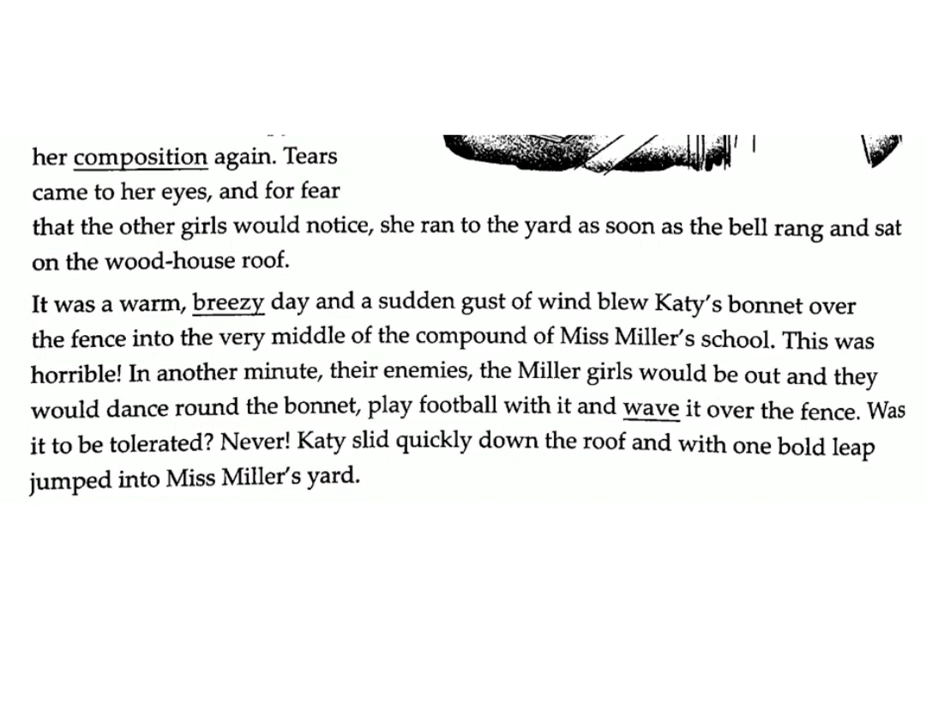 her composition again. Tears
came to her eyes, and for fear
that the other girls would notice, she ran to the yard as soon as the bell rang and sat
on the wood-house roof.
It was a warm, breezy day and a sudden gust of wind blew Katy's bonnet over
the fence into the very middle of the compound of Miss Miller's school. This was
horrible! In another minute, their enemies, the Miller girls would be out and they
would dance round the bonnet, play football with it and wave it over the fence. Was
it to be tolerated? Never! Katy slid quickly down the roof and with one bold leap
jumped into Miss Miller's yard.